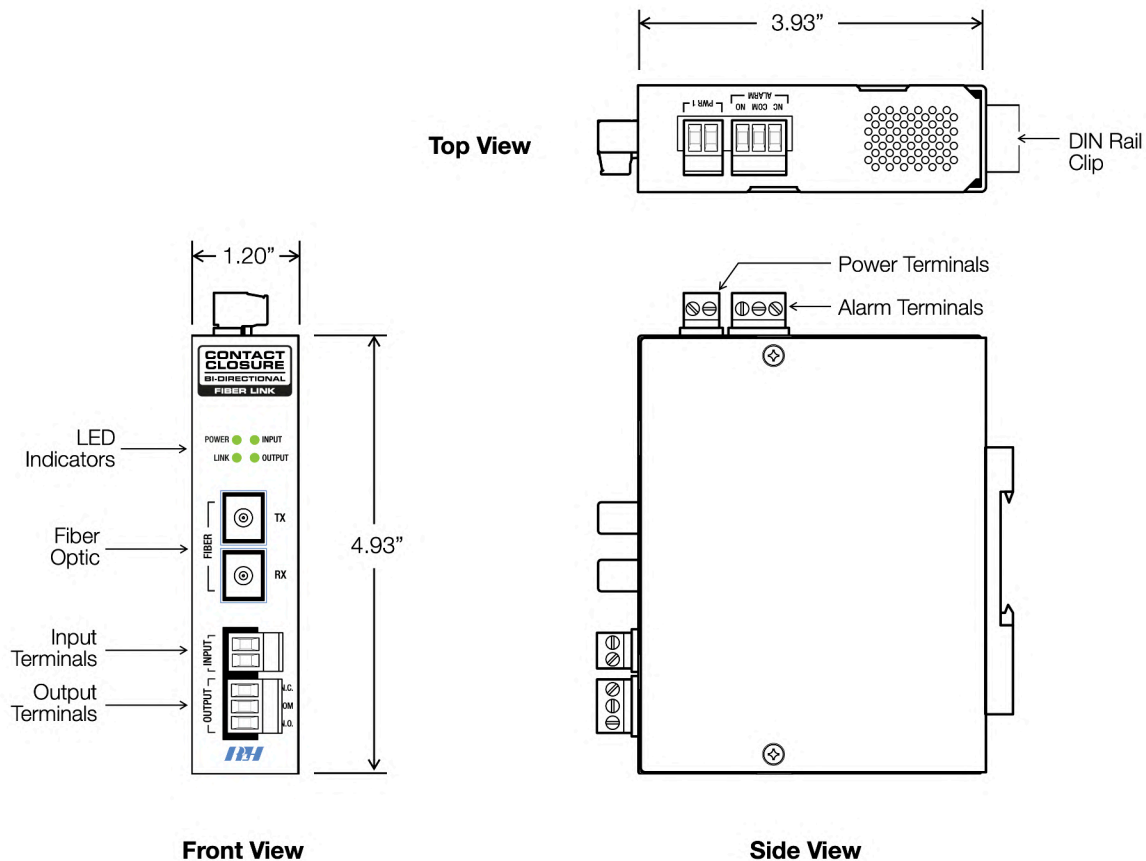 3.93”
PWR 1
NO COM NC
ALARM
Top View
DIN Rail
Clip
1.20”
Power Terminals
Alarm Terminals
CONTACT
CLOSURE
BI-DIRECTIONAL
FIBER LINK
LED
Indicators
POWER INPUT
LINK OUTPUT
Fiber
Optic
FIBER
TX
RX
4.93”
Input
Terminals
INPUT
Output
Terminals
OUTPUT
N.C.
OM
N.O.
Front View
Side View